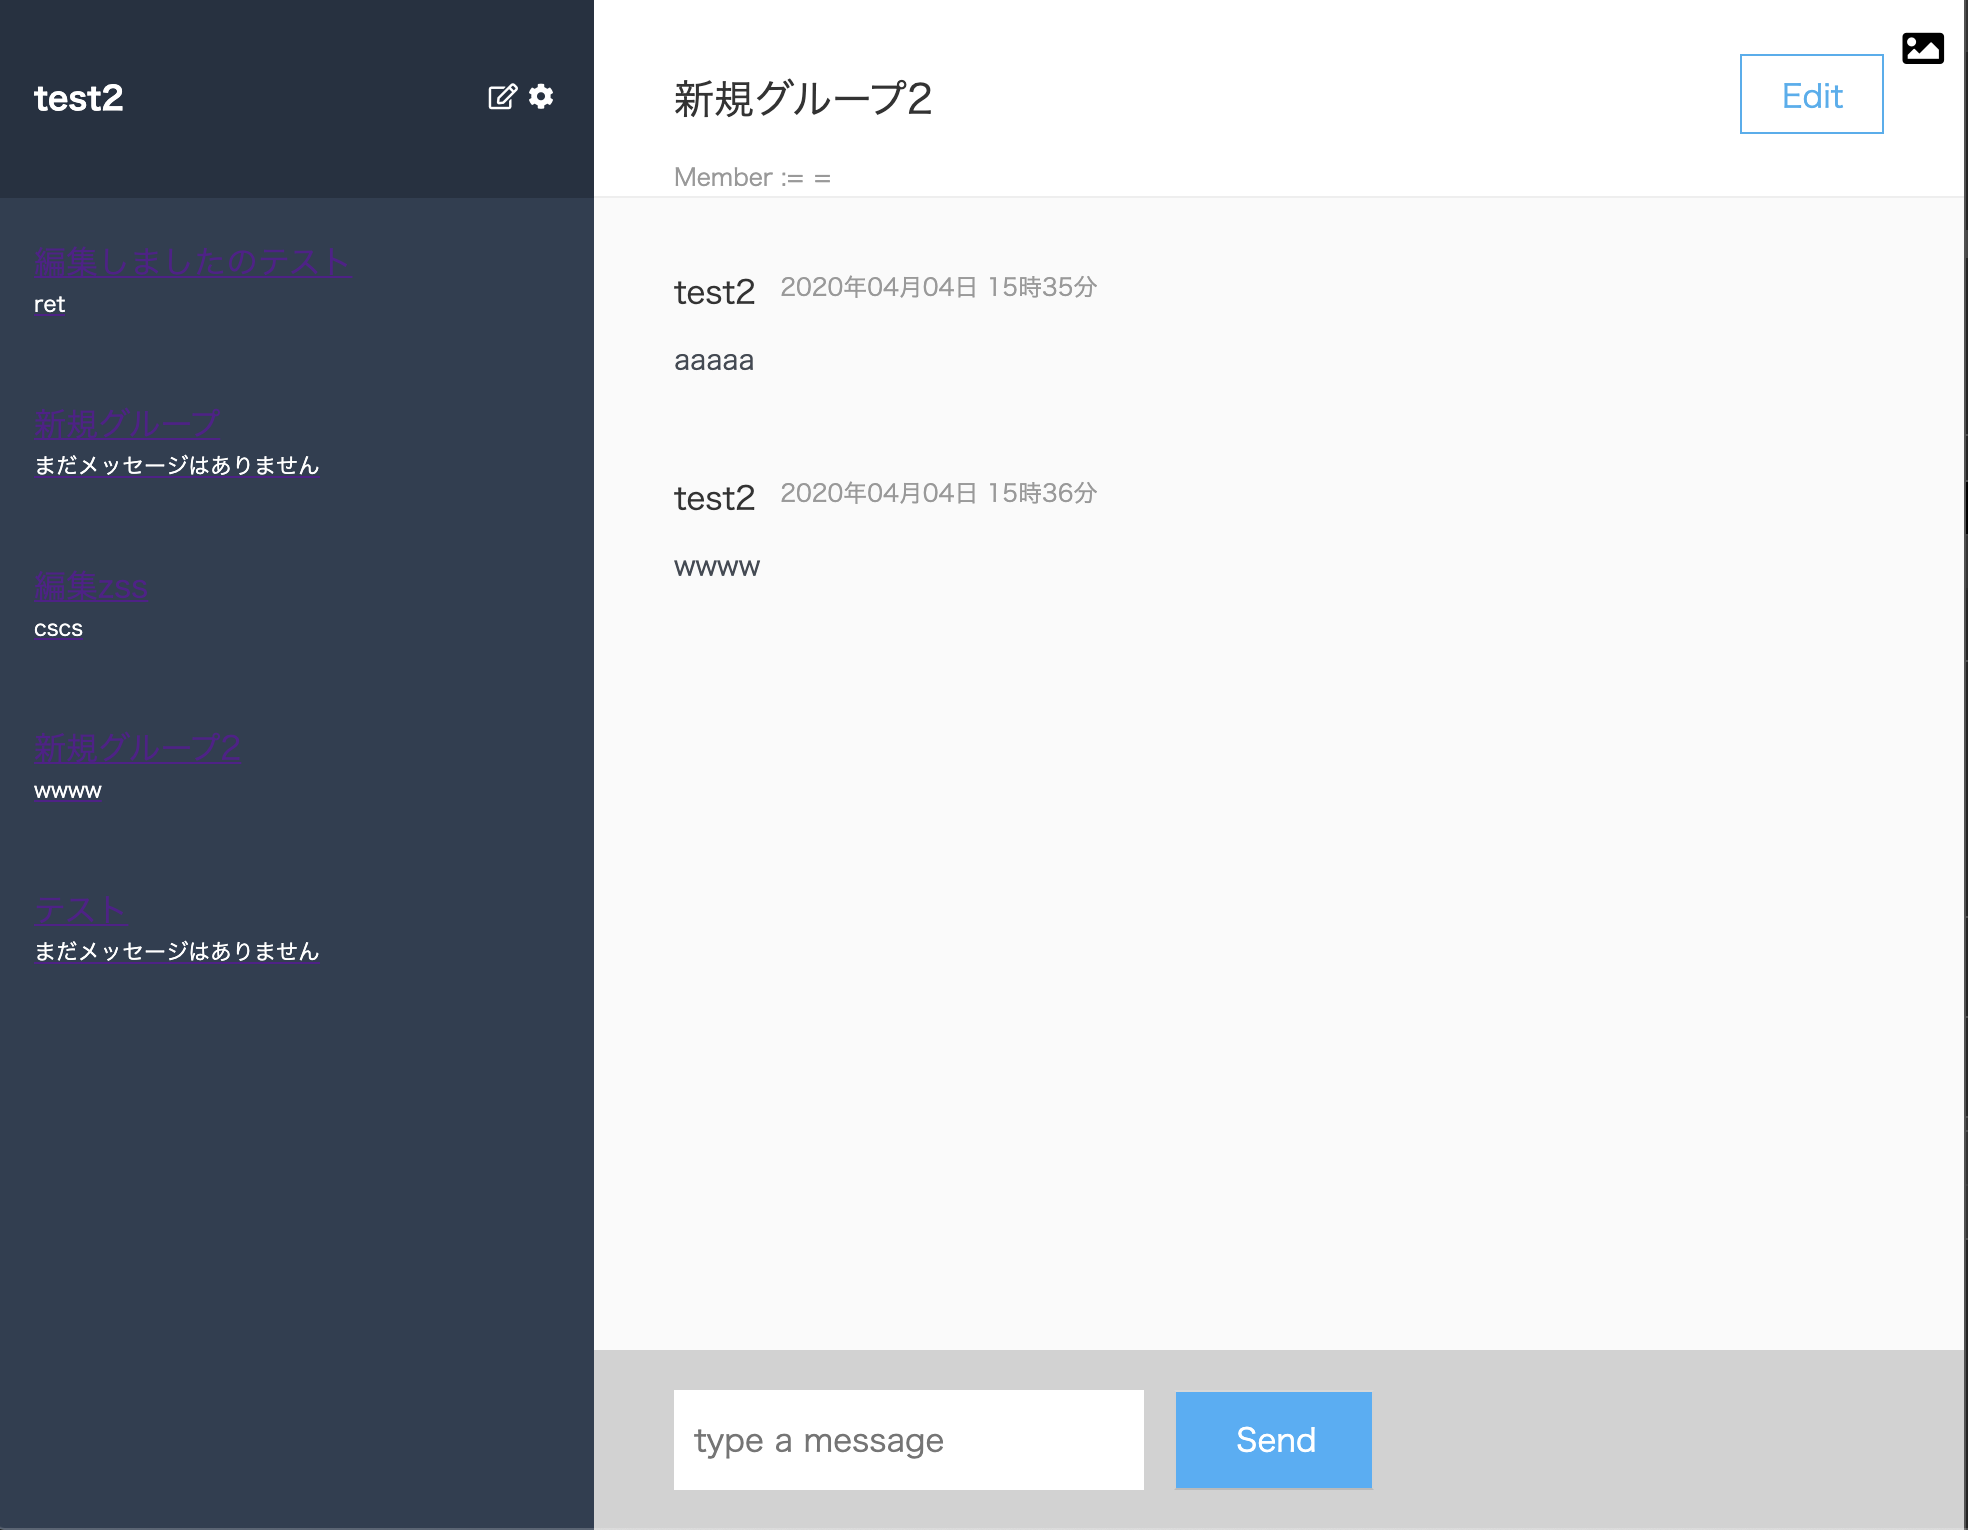 test2
編集しましたのテスト
ret
新規グループ
まだメッセージはありません
編集zss
cscs
新規グループ2
wwww
テスト
まだメッセージはありません
新規グループ2
Edit
Member := =
test2 2020年04月04日 15時35分
aaaaa
test2 2020年04月04日 15時36分
wwww
type a message
Send